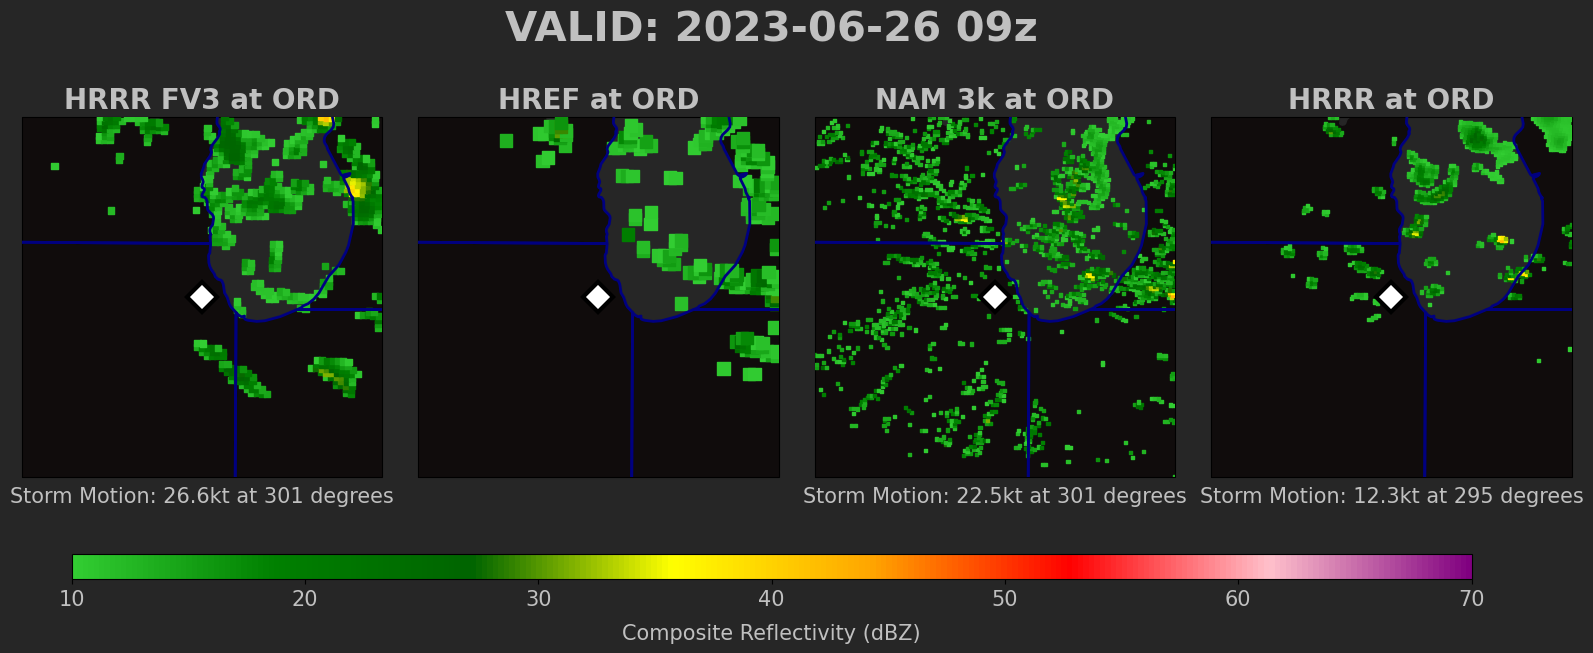 VALID: 2023-06-26 09z
HRRR FV3 at ORD
HREF at ORD
NAM 3k at ORD
HRRR at ORD
Storm Motion: 26.6kt at 301 degrees
Storm Motion: 22.5kt at 301 degrees
Storm Motion: 12.3kt at 295 degrees
10 20 30 40 50 60 70
Composite Reflectivity (dBZ)